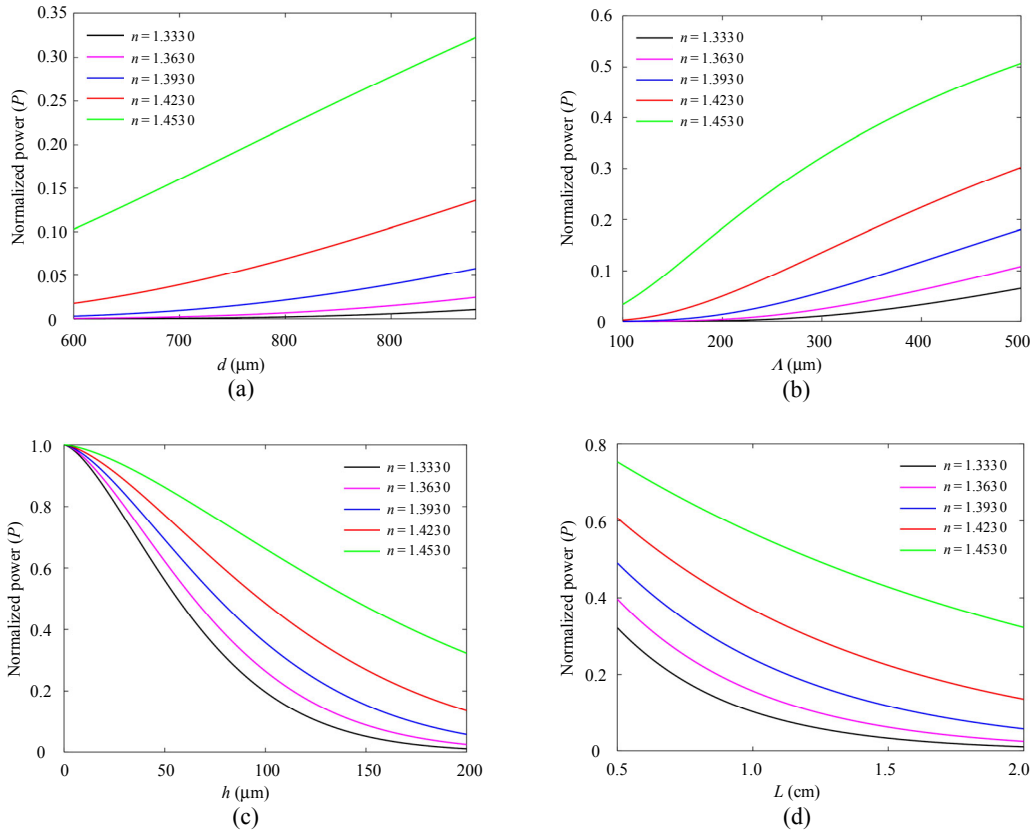 0.35
0.30
0.25
0.20
0.15
0.10
0.05
0
Normalized power (P)
n = 1.333 0
n = 1.363 0
n = 1.393 0
n = 1.423 0
n = 1.453 0
600
700
800
800
d (μm)
(a)
0.6
0.5
0.4
0.3
0.2
0.1
0
Normalized power (P)
n = 1.333 0
n = 1.363 0
n = 1.393 0
n = 1.423 0
n = 1.453 0
100
200
300
400
500
Λ (μm)
(b)
1.0
0.8
0.6
0.4
0.2
0
Normalized power (P)
n = 1.333 0
n = 1.363 0
n = 1.393 0
n = 1.423 0
n = 1.453 0
0
50
100
150
200
h (μm)
(c)
0.8
0.6
0.4
0.2
0
Normalized power (P)
n = 1.333 0
n = 1.363 0
n = 1.393 0
n = 1.423 0
n = 1.453 0
0.5
1.0
1.5
2.0
L (cm)
(d)